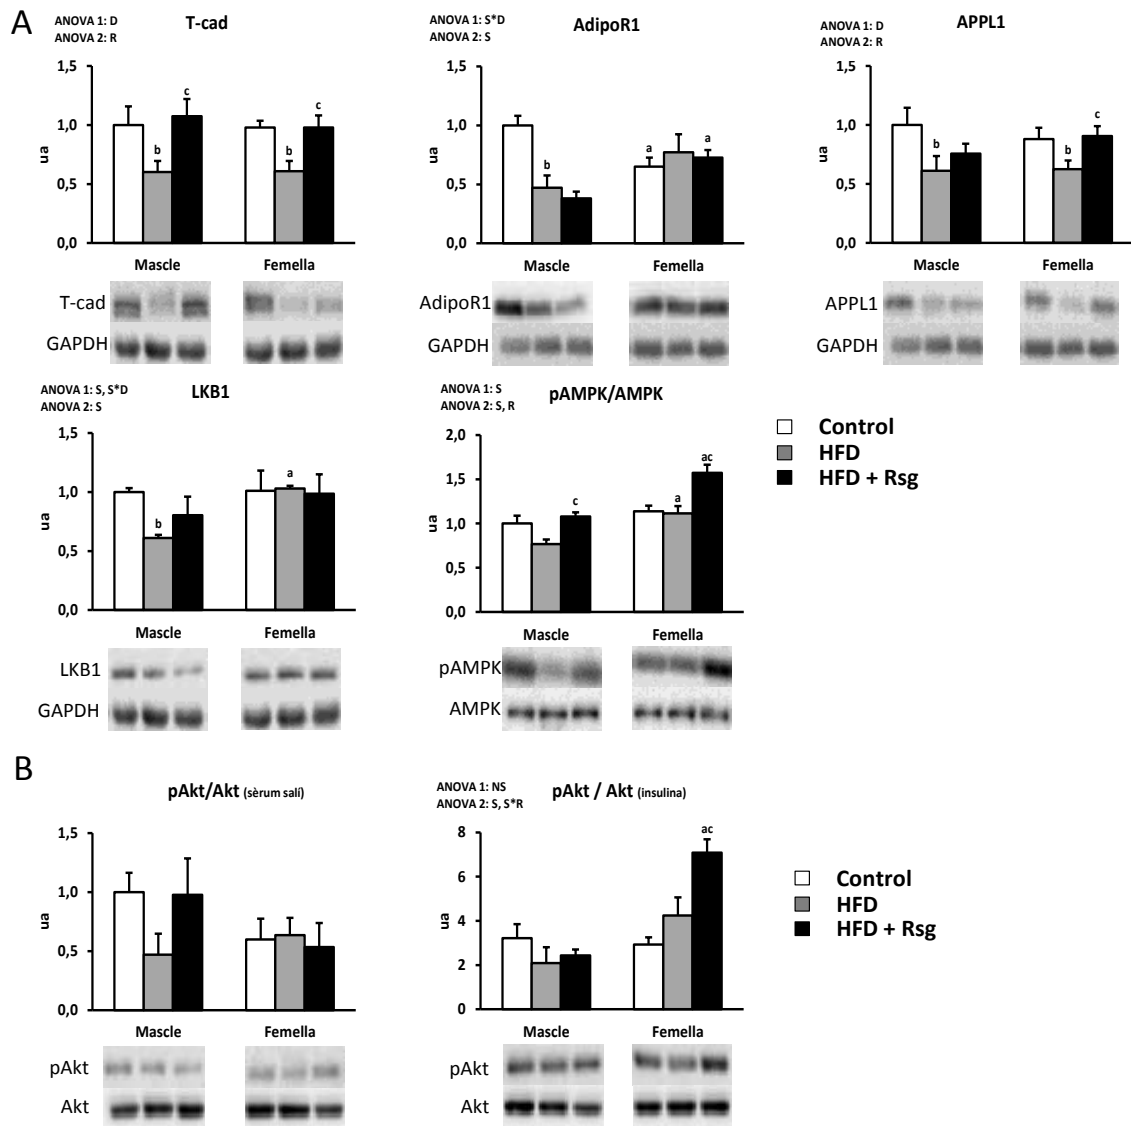 A
ANOVA 1: D
ANOVA 2: R
T-cad
1,5
1,0
0,5
0,0
ua
b
c
b
c
Mascle
Femella
T-cad
GAPDH
ANOVA 1: S*D
ANOVA 2: S
AdipoR1
1,5
1,0
0,5
0,0
ua
b
a
a
Mascle
Femella
AdipoR1
GAPDH
ANOVA 1: D
ANOVA 2: R
APPL1
1,5
1,0
0,5
0,0
ua
b
b
c
Mascle
Femella
APPL1
GAPDH
ANOVA 1: S, S*D
ANOVA 2: S
LKB1
1,5
1,0
0,5
0,0
ua
b
a
Mascle
Femella
LKB1
GAPDH
ANOVA 1: S
ANOVA 2: S, R
pAMPK/AMPK
2,0
1,5
1,0
0,5
0,0
ua
c
a
ac
Mascle
Femella
pAMPK
AMPK
Control
HFD
HFD + Rsg
B
pAkt/Akt (sèrum salí)
1,5
1,0
0,5
0,0
ua
Mascle
Femella
pAkt
Akt
ANOVA 1: NS
ANOVA 2: S, S*R
pAkt / Akt (insulina)
8
6
4
2
0
ua
ac
Mascle
Femella
pAkt
Akt
Control
HFD
HFD + Rsg